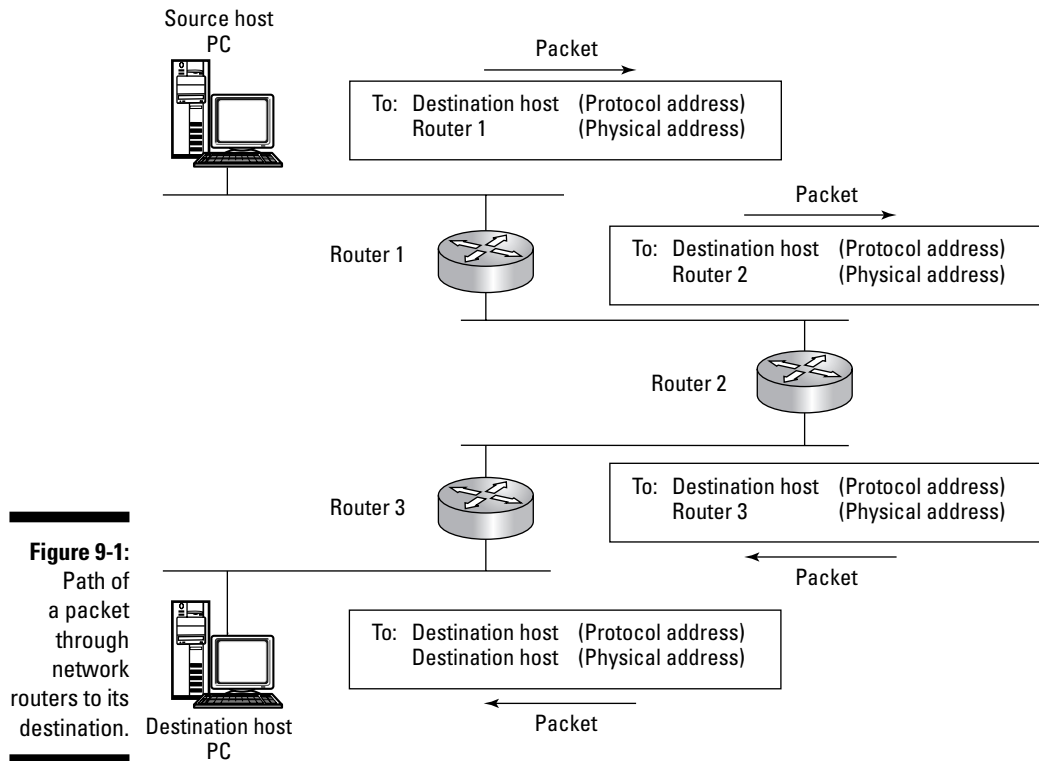 Source host
PC
Packet
To: Destination host (Protocol address)
Router 1 (Physical address)
Packet
Router 1
To: Destination host (Protocol address)
Router 2 (Physical address)
Router 2
Router 3
To: Destination host (Protocol address)
Router 3 (Physical address)
Packet
Figure 9-1:
Path of
a packet
through
network
routers to its
destination.
To: Destination host (Protocol address)
Destination host (Physical address)
Packet
Destination host
PC